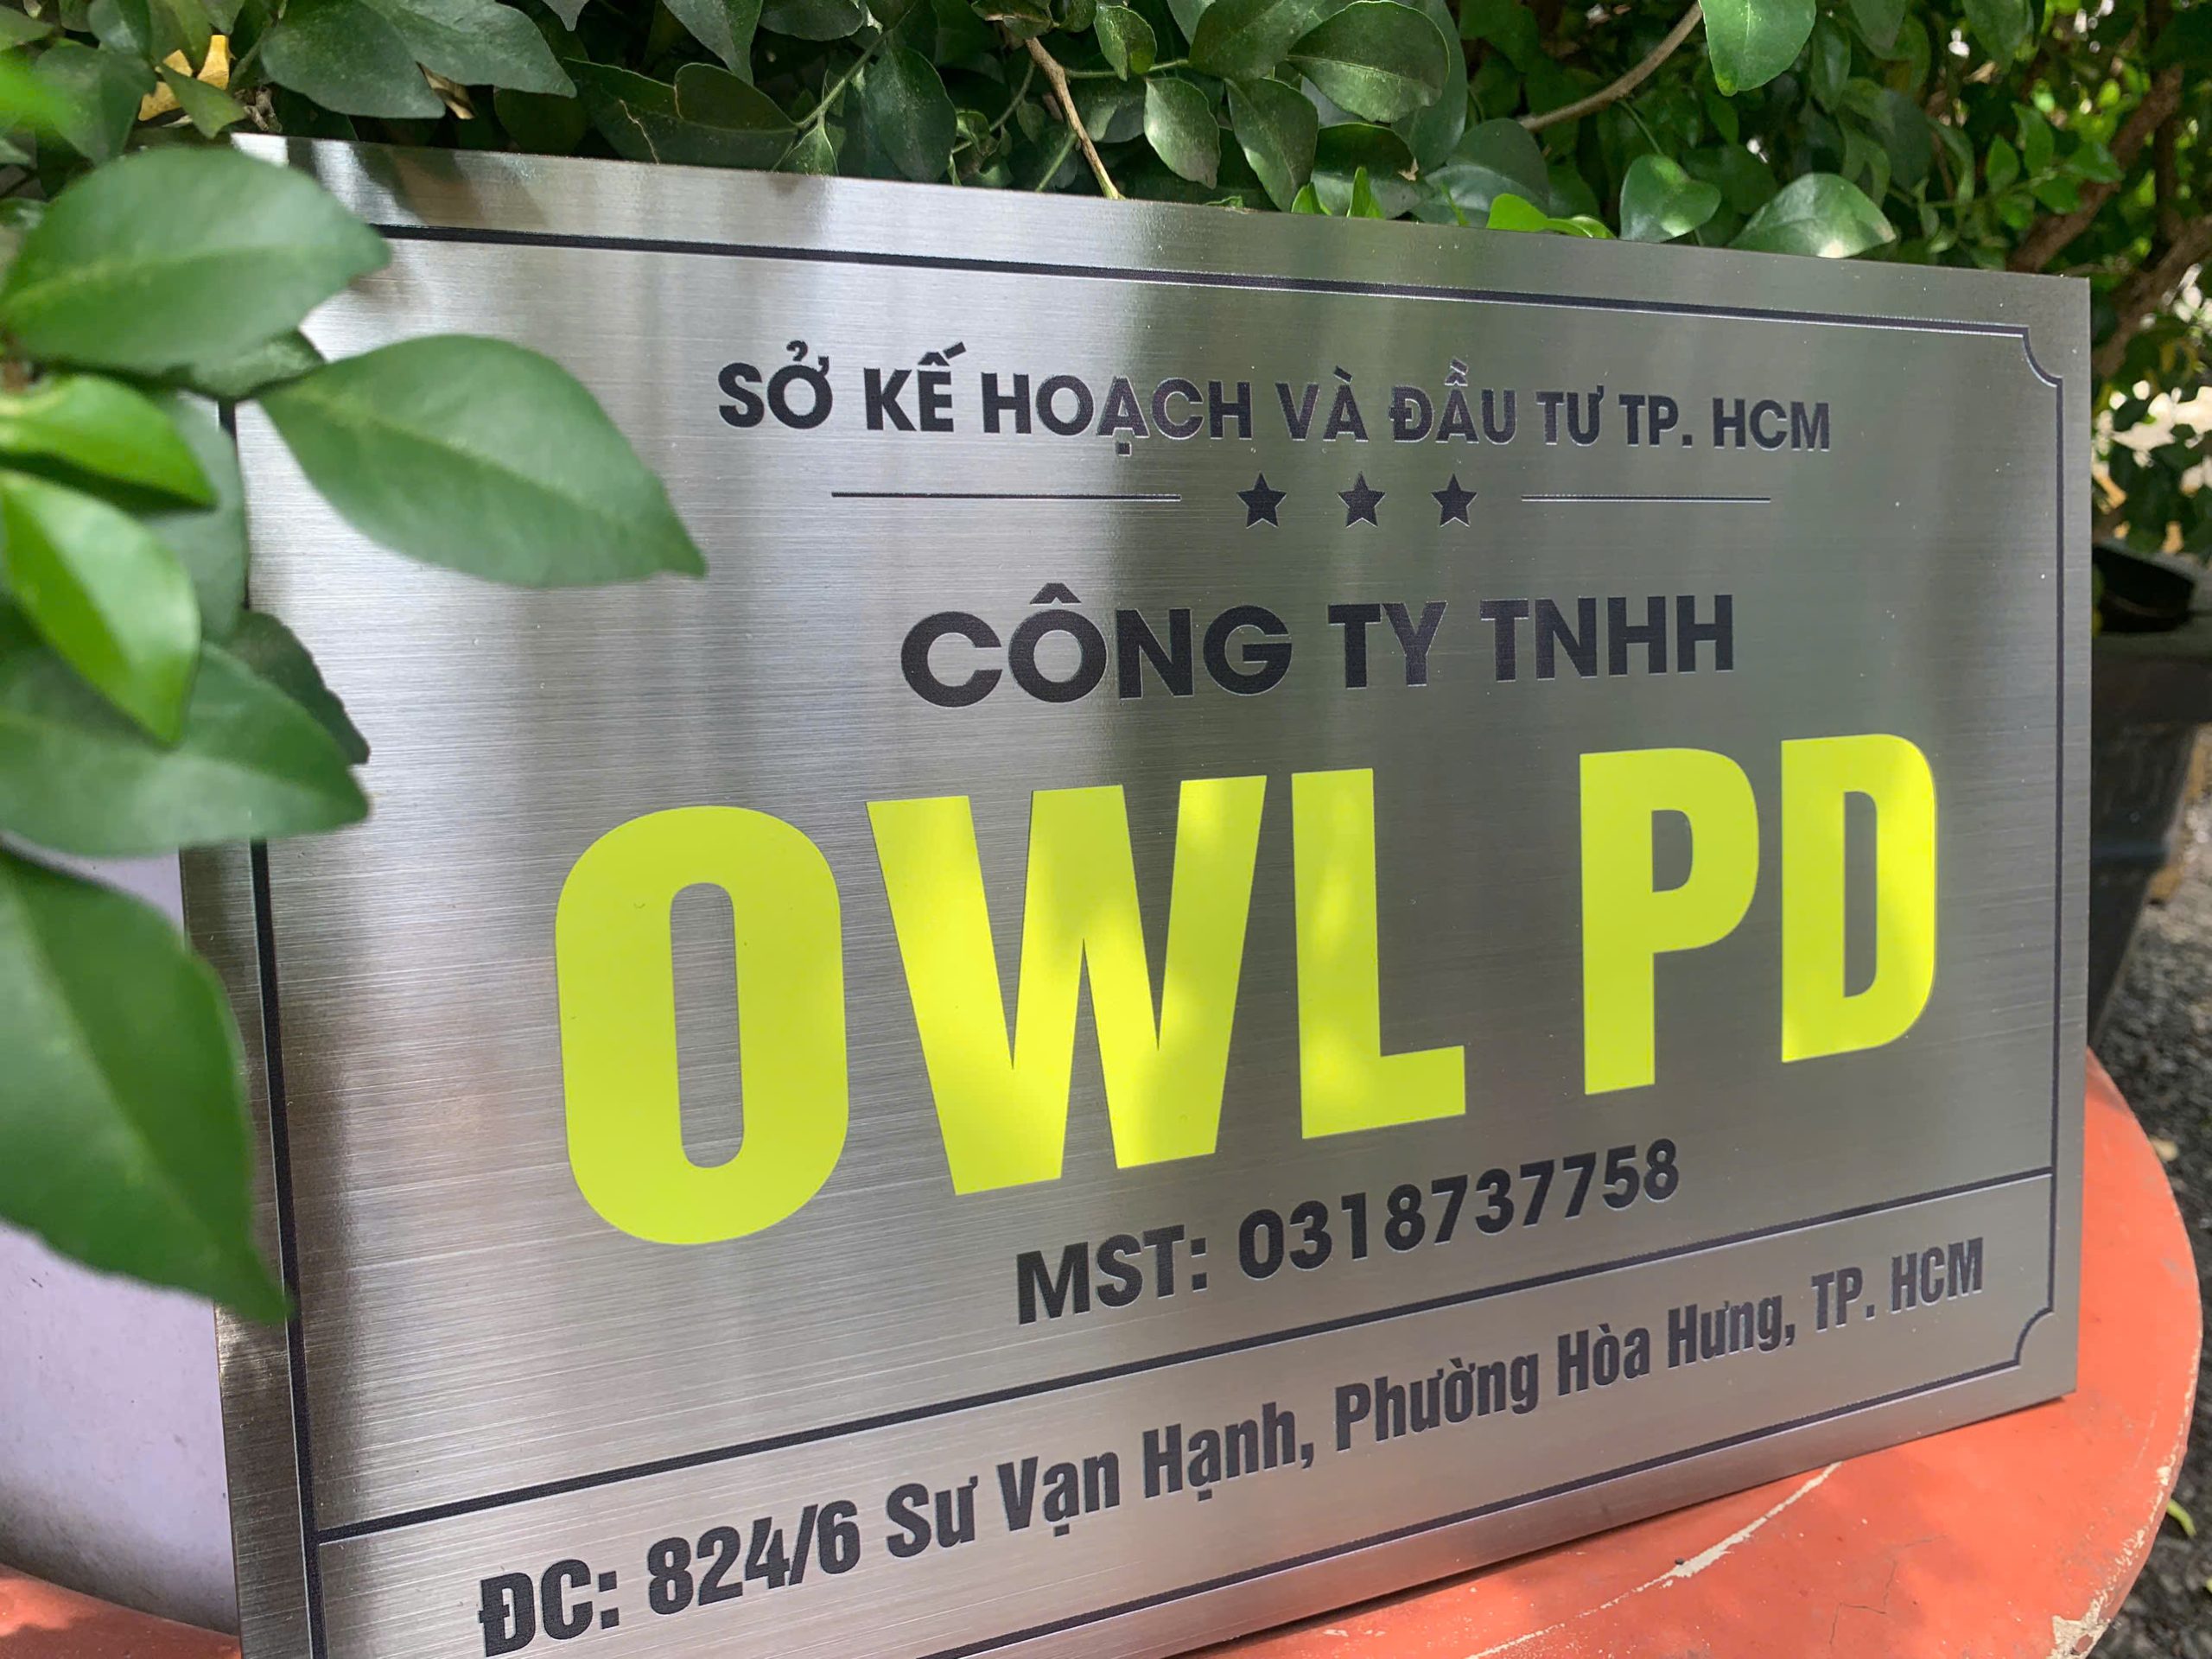 SỞ KẾ HOẠCH VÀ ĐẦU TƯ TP. HCM
CÔNG TY TNHH
OWL PD
MST: 0318737758
ĐC: 824/6 Sư Vạn Hạnh, Phường Hòa Hưng, TP. HCM